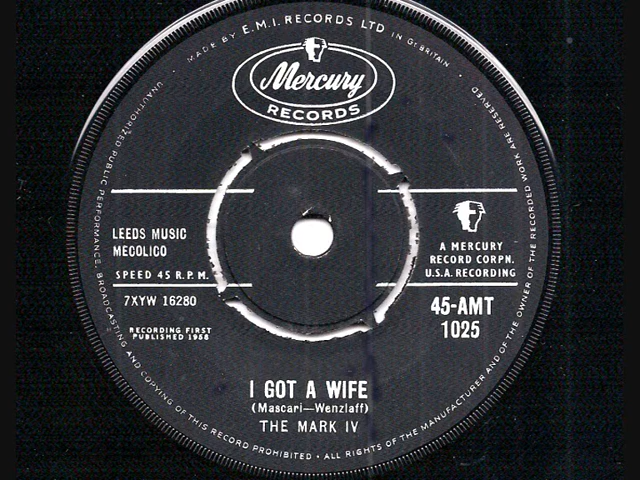 MADE BY E.M.I. RECORDS LTD IN GT BRITAIN
Mercury
RECORDS
LEEDS MUSIC
MECOLICO
SPEED 45 R.P.M.
7XYW 16280
RECORDING FIRST
PUBLISHED 1958
A MERCURY
RECORD CORPN.
U.S.A. RECORDING
45-AMT
1025
I GOT A WIFE
(Mascari—Wenzlaff)
THE MARK IV
UNAUTHORIZED PUBLIC PERFORMANCE, BROADCASTING AND COPYING OF THIS RECORD PROHIBITED · ALL RIGHTS OF THE MANUFACTURER AND OF THE OWNER OF THE RECORDED WORK ARE RESERVED